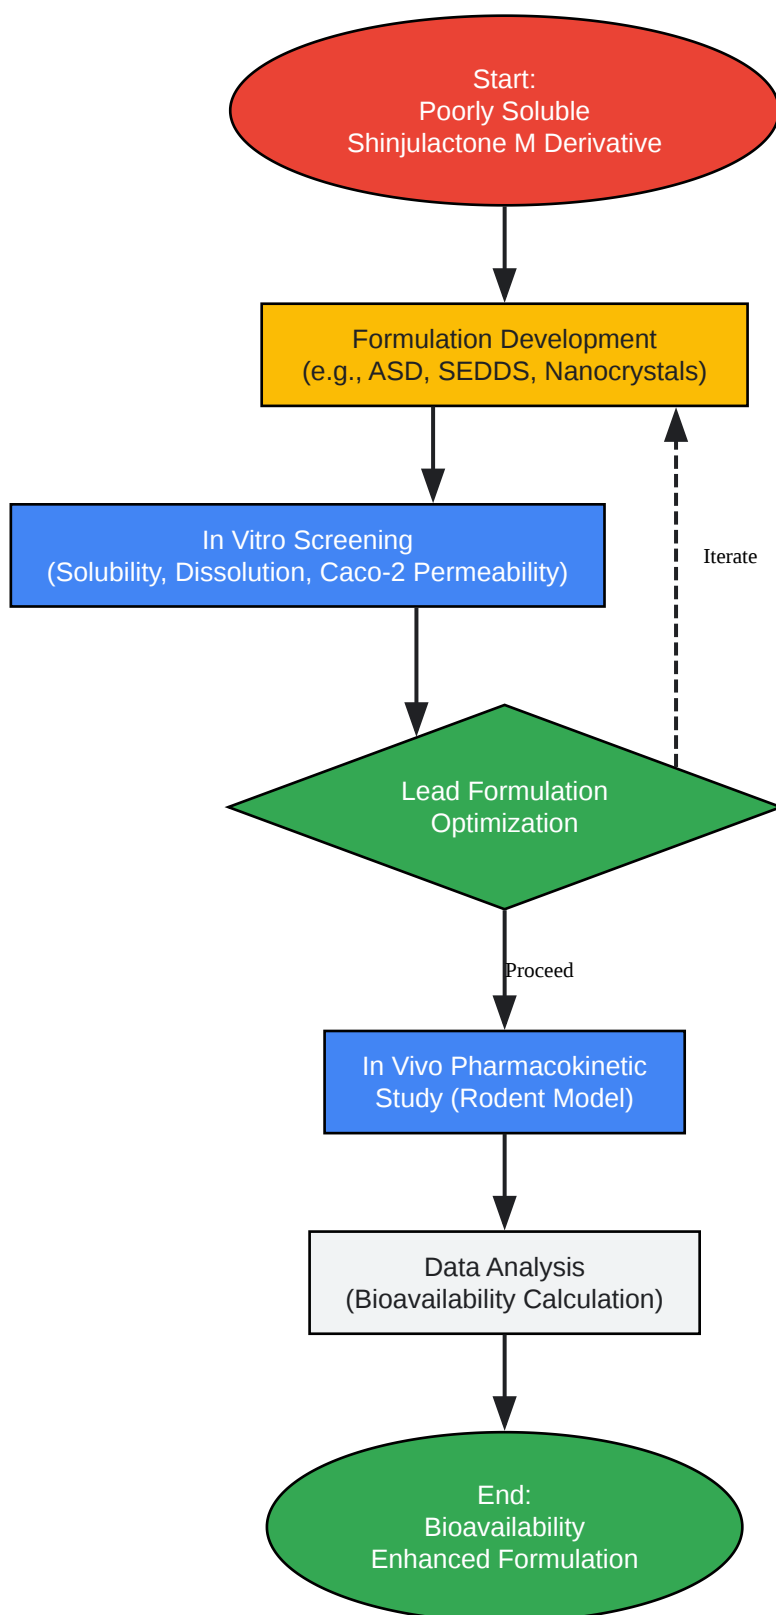 Start:
Poorly Soluble
Shinjulactone M Derivative
Formulation Development
(e.g., ASD, SEDDS, Nanocrystals)
In Vitro Screening
(Solubility, Dissolution, Caco-2 Permeability)
Iterate
Lead Formulation
Optimization
Proceed
In Vivo Pharmacokinetic
Study (Rodent Model)
Data Analysis
(Bioavailability Calculation)
End:
Bioavailability
Enhanced Formulation